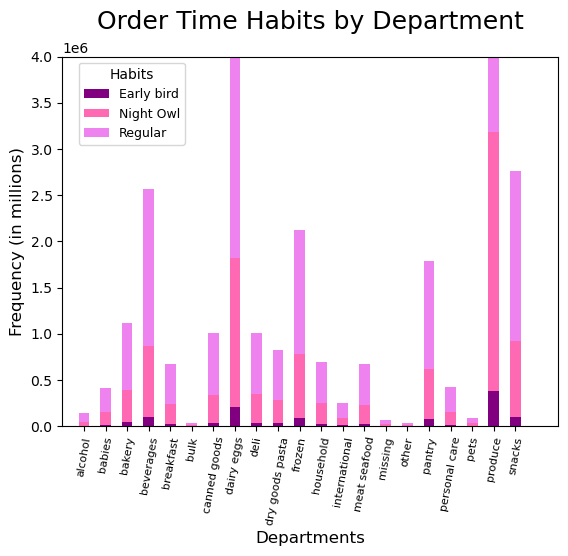 Order Time Habits by Department
1e6
4.0
3.5
3.0
2.5
2.0
1.5
1.0
0.5
0.0
Frequency (in millions)
Habits
Early bird
Night Owl
Regular
alcohol
babies
bakery
beverages
breakfast
bulk
canned goods
dairy eggs
deli
dry goods pasta
frozen
household
international
meat seafood
missing
other
pantry
personal care
pets
produce
snacks
Departments